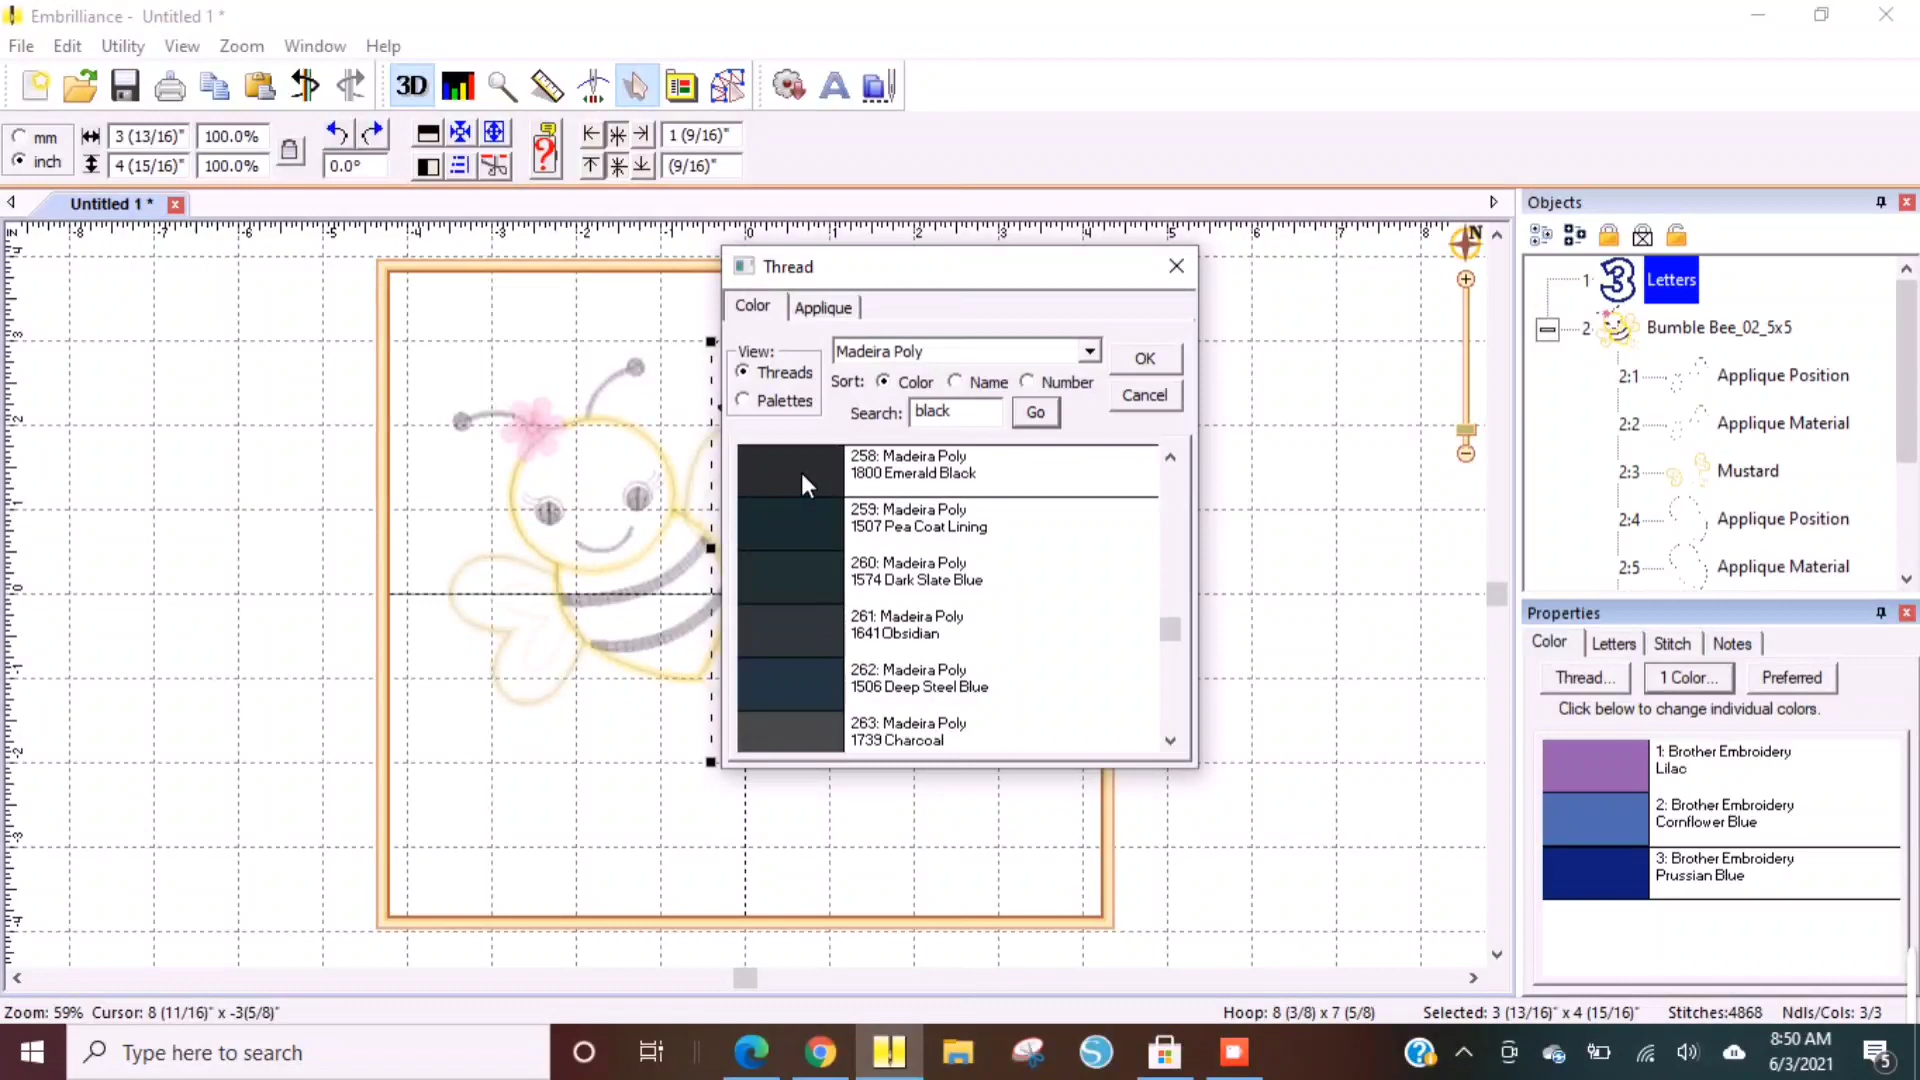 Embrilliance - Untitled 1 *
File Edit Utility View Zoom Window Help
3D
mm
inch
3 (13/16)" 100.0%
4 (15/16)" 100.0%
0.0°
1 (9/16)"
(9/16)"
Untitled 1 *
Thread
Color Applique
View:
Threads
Palettes
Madeira Poly
Sort: Color Name Number
Search: black Go
OK
Cancel
258: Madeira Poly
1800 Emerald Black
259: Madeira Poly
1507 Pea Coat Lining
260: Madeira Poly
1574 Dark Slate Blue
261: Madeira Poly
1641 Obsidian
262: Madeira Poly
1506 Deep Steel Blue
263: Madeira Poly
1739 Charcoal
N
Objects
1 3 Letters
2 Bumble Bee_02_5x5
2:1 Applique Position
2:2 Applique Material
2:3 Mustard
2:4 Applique Position
2:5 Applique Material
Properties
Color Letters Stitch Notes
Thread... 1 Color... Preferred
Click below to change individual colors.
1: Brother Embroidery
Lilac
2: Brother Embroidery
Cornflower Blue
3: Brother Embroidery
Prussian Blue
Zoom: 59% Cursor: 8 (11/16)" x -3(5/8)"
Hoop: 8 (3/8) x 7 (5/8) Selected: 3 (13/16)" x 4 (15/16)" Stitches:4868 Ndls/Cols: 3/3
Type here to search
8:50 AM
6/3/2021
5